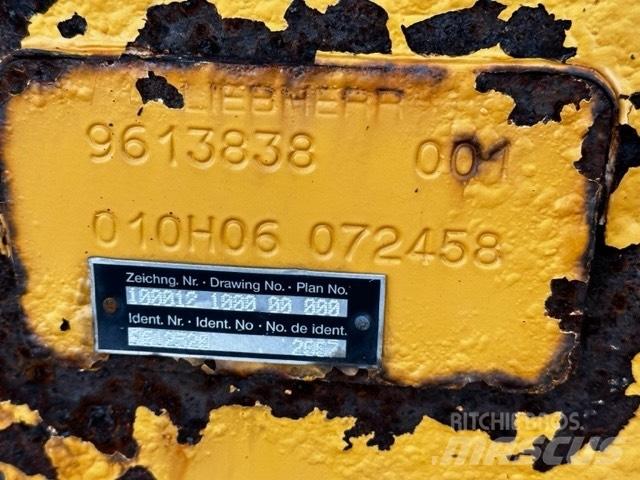 LIEBHERR
9613838 001
010H06 072458
Zeichng. Nr. · Drawing No. · Plan No.
100012 1000 00 000
Ident. Nr. · Ident. No · No. de ident.
2007
RITCHIE BROS.
MASCUS